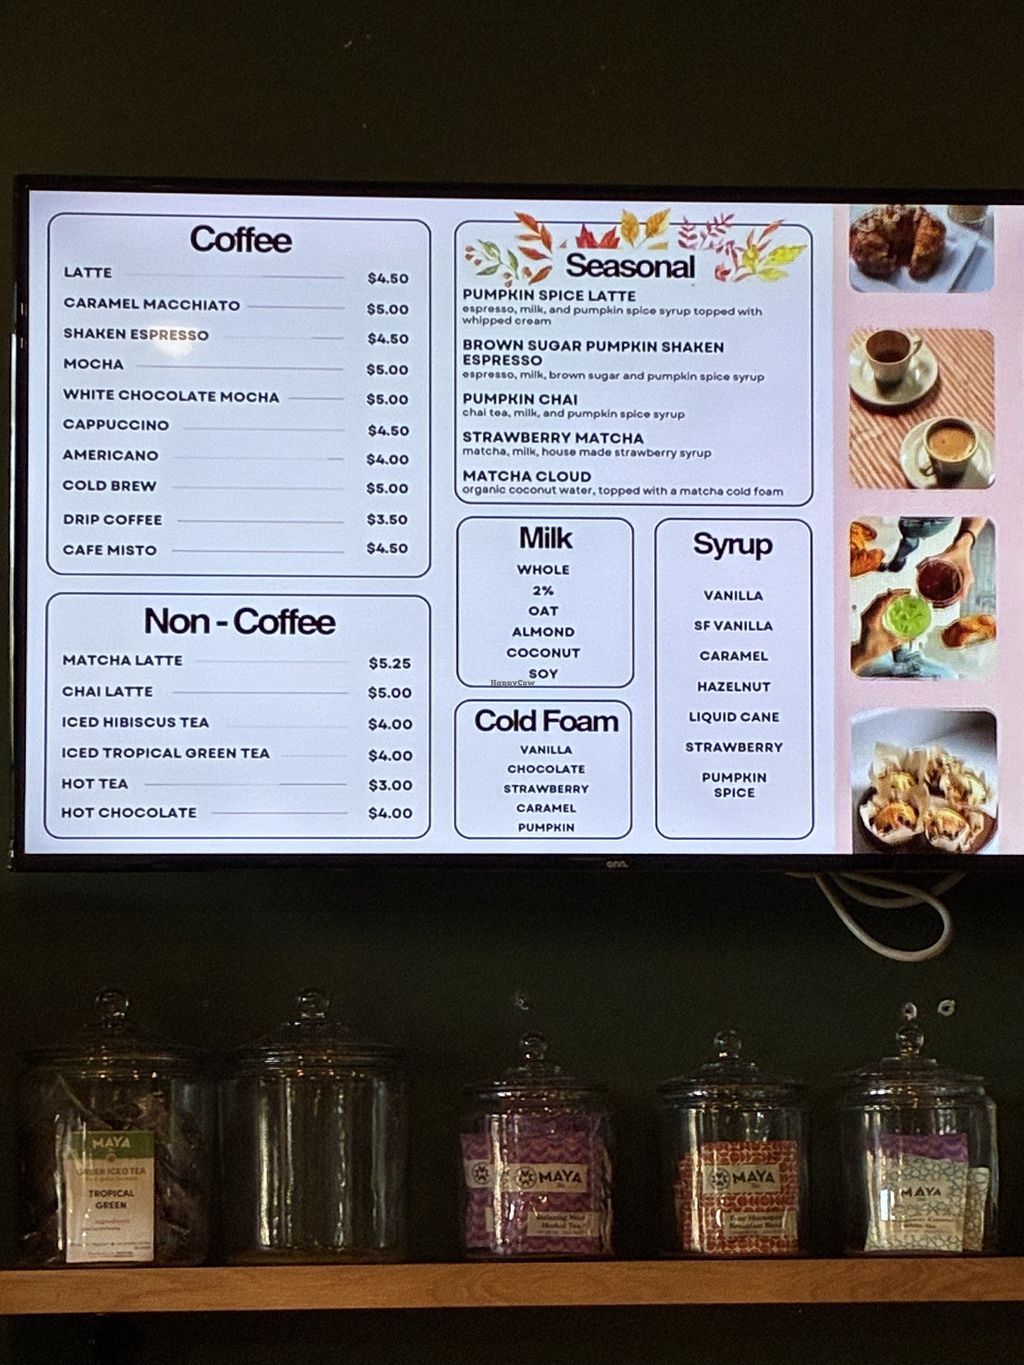 Coffee
LATTE $4.50
CARAMEL MACCHIATO $5.00
SHAKEN ESPRESSO $4.50
MOCHA $5.00
WHITE CHOCOLATE MOCHA $5.00
CAPPUCCINO $4.50
AMERICANO $4.00
COLD BREW $5.00
DRIP COFFEE $3.50
CAFE MISTO $4.50
Non - Coffee
MATCHA LATTE $5.25
CHAI LATTE $5.00
ICED HIBISCUS TEA $4.00
ICED TROPICAL GREEN TEA $4.00
HOT TEA $3.00
HOT CHOCOLATE $4.00
Seasonal
PUMPKIN SPICE LATTE
espresso, milk, and pumpkin spice syrup topped with
whipped cream
BROWN SUGAR PUMPKIN SHAKEN
ESPRESSO
espresso, milk, brown sugar and pumpkin spice syrup
PUMPKIN CHAI
chai tea, milk, and pumpkin spice syrup
STRAWBERRY MATCHA
matcha, milk, house made strawberry syrup
MATCHA CLOUD
organic coconut water, topped with a matcha cold foam
Milk
WHOLE
2%
OAT
ALMOND
COCONUT
SOY
HappyCow
Cold Foam
VANILLA
CHOCOLATE
STRAWBERRY
CARAMEL
PUMPKIN
Syrup
VANILLA
SF VANILLA
CARAMEL
HAZELNUT
LIQUID CANE
STRAWBERRY
PUMPKIN
SPICE
onn.
MAYA
GREEN ICED TEA
TROPICAL
GREEN
MAYA
Herbal Tea
MAYA
Breakfast
MAYA